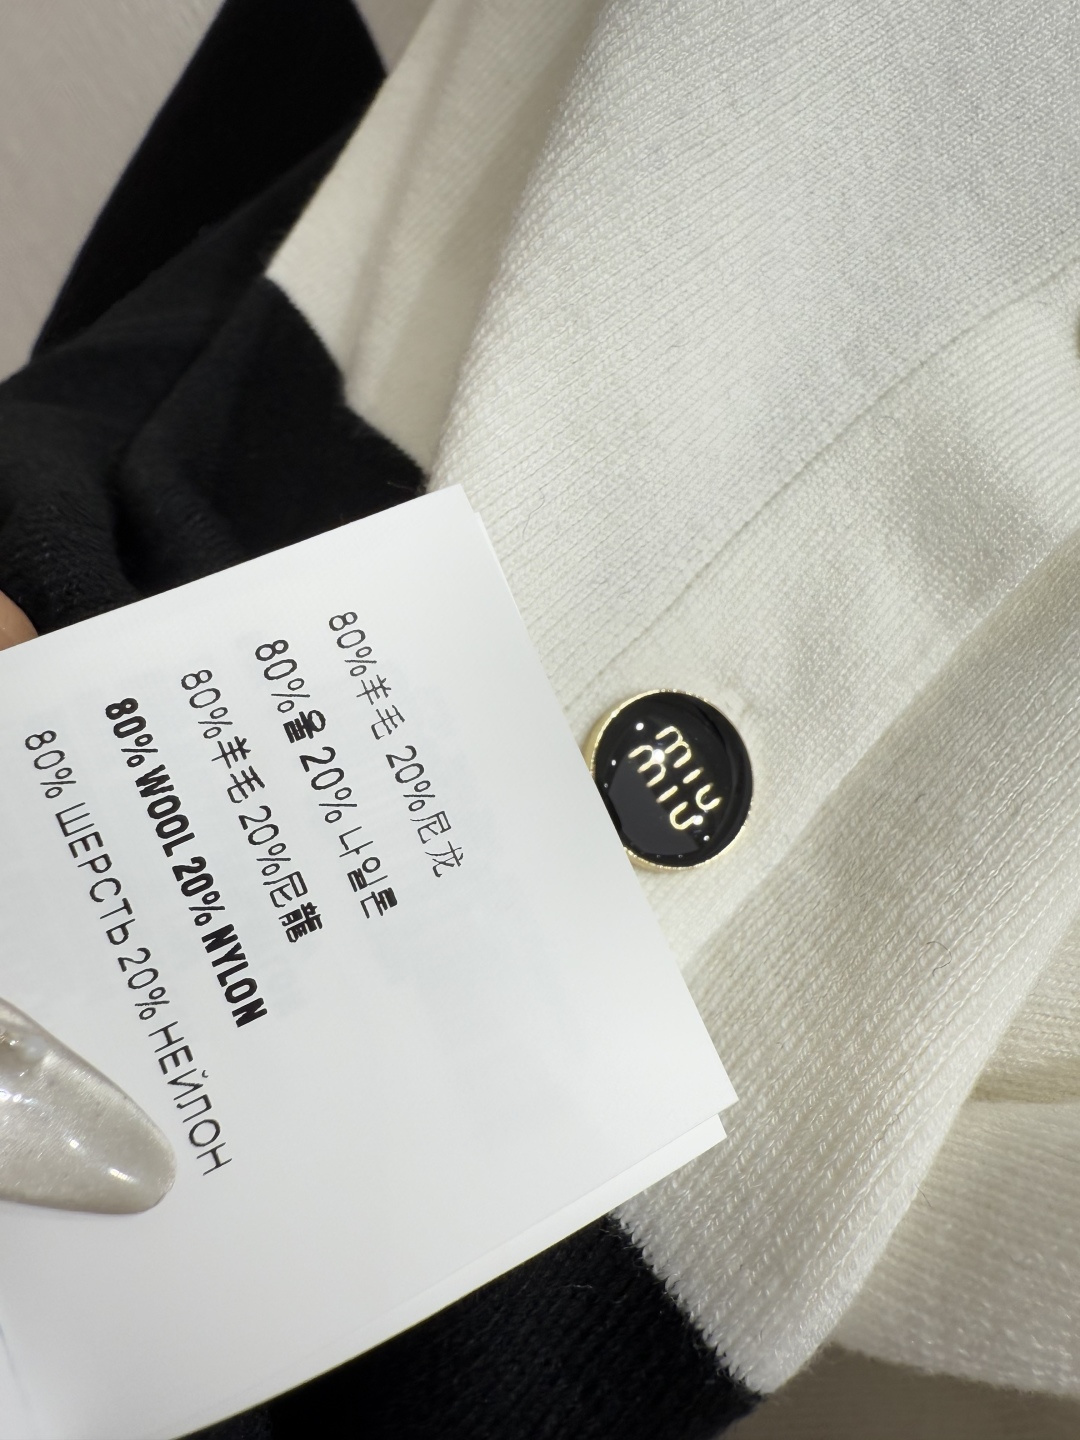 80%羊毛 20%尼龙
80%울 20% 나일론
80%羊毛 20%尼龍
80% WOOL 20% NYLON
80% ШЕРСТЬ 20% НЕЙЛОН
miu
miu